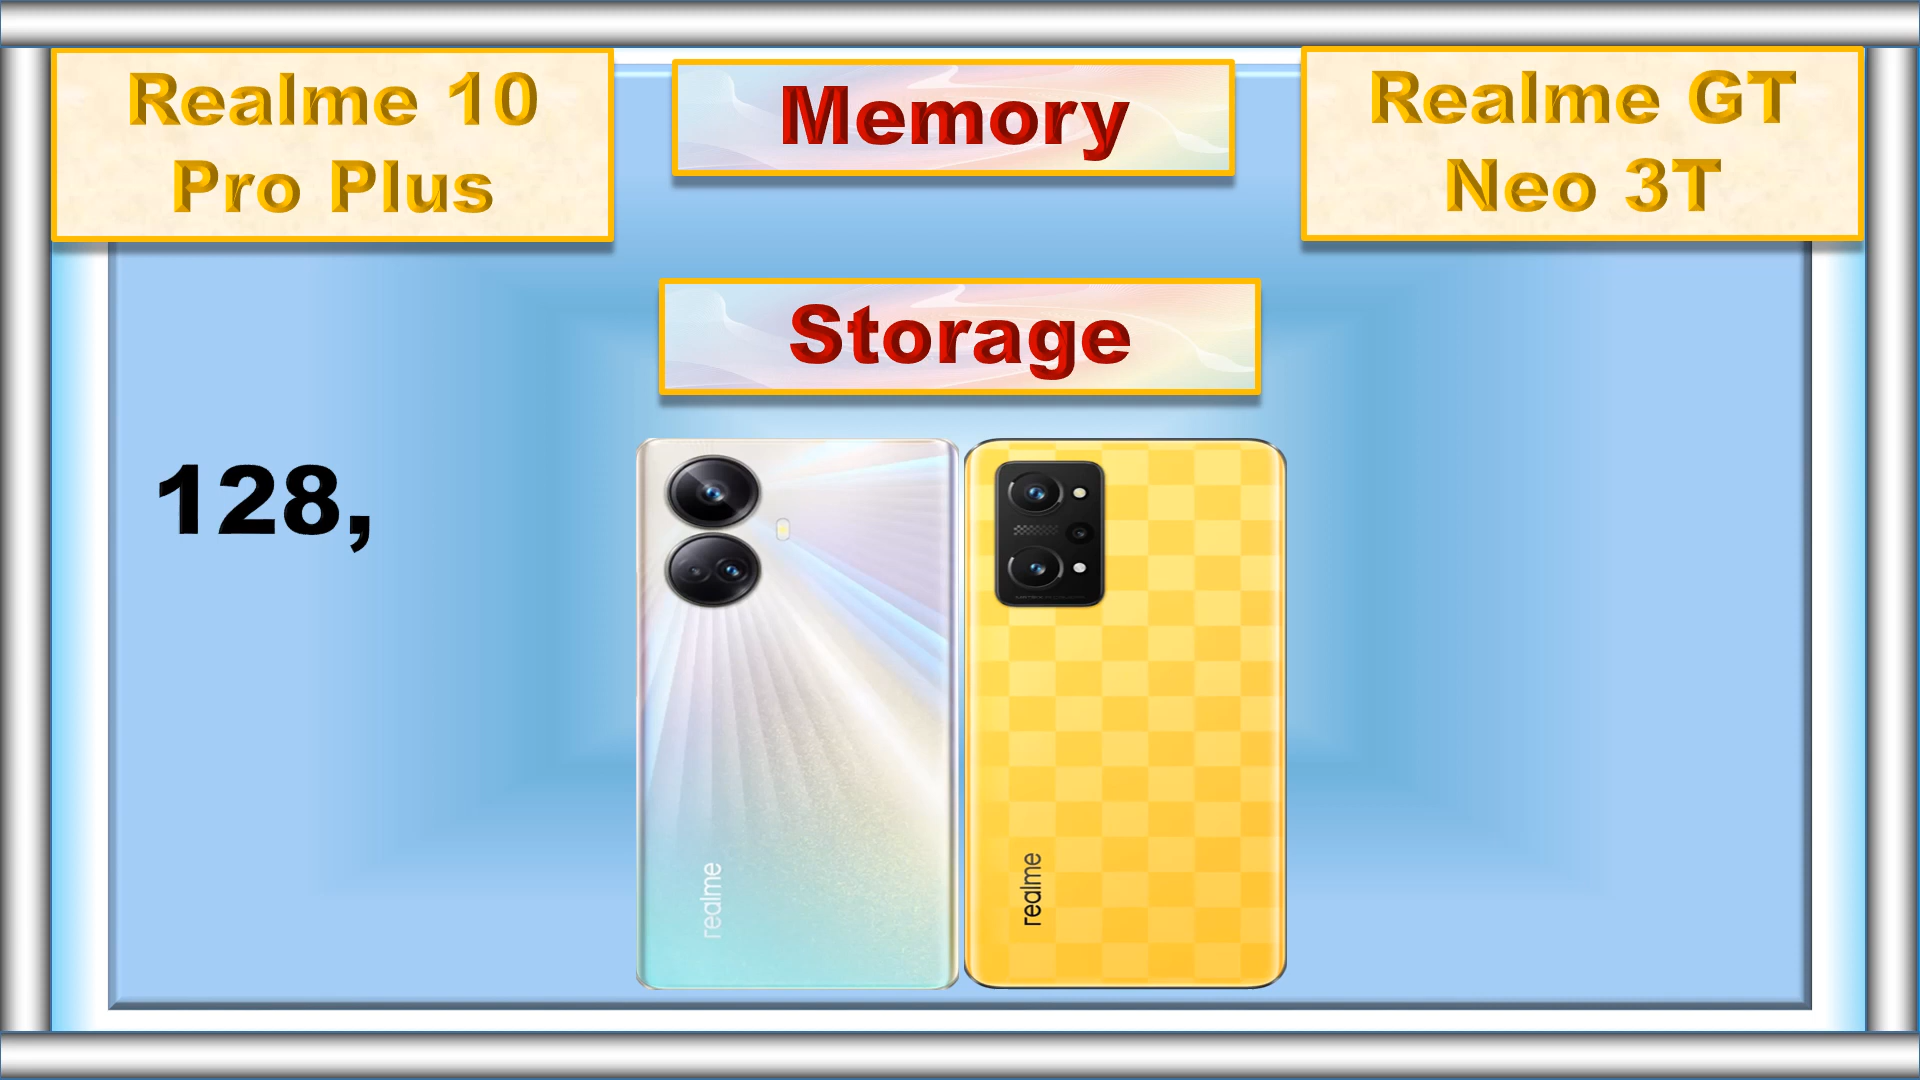 Realme 10
Pro Plus
Memory
Realme GT
Neo 3T
Storage
128,
realme
realme